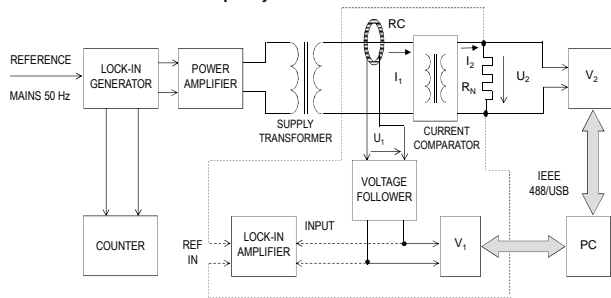 RC
REFERENCE
MAINS 50 Hz
LOCK-IN
GENERATOR
POWER
AMPLIFIER
SUPPLY
TRANSFORMER
I1
U1
CURRENT
COMPARATOR
I2
RN
U2
V2
VOLTAGE
FOLLOWER
IEEE
488/USB
COUNTER
REF
IN
LOCK-IN
AMPLIFIER
INPUT
V1
PC